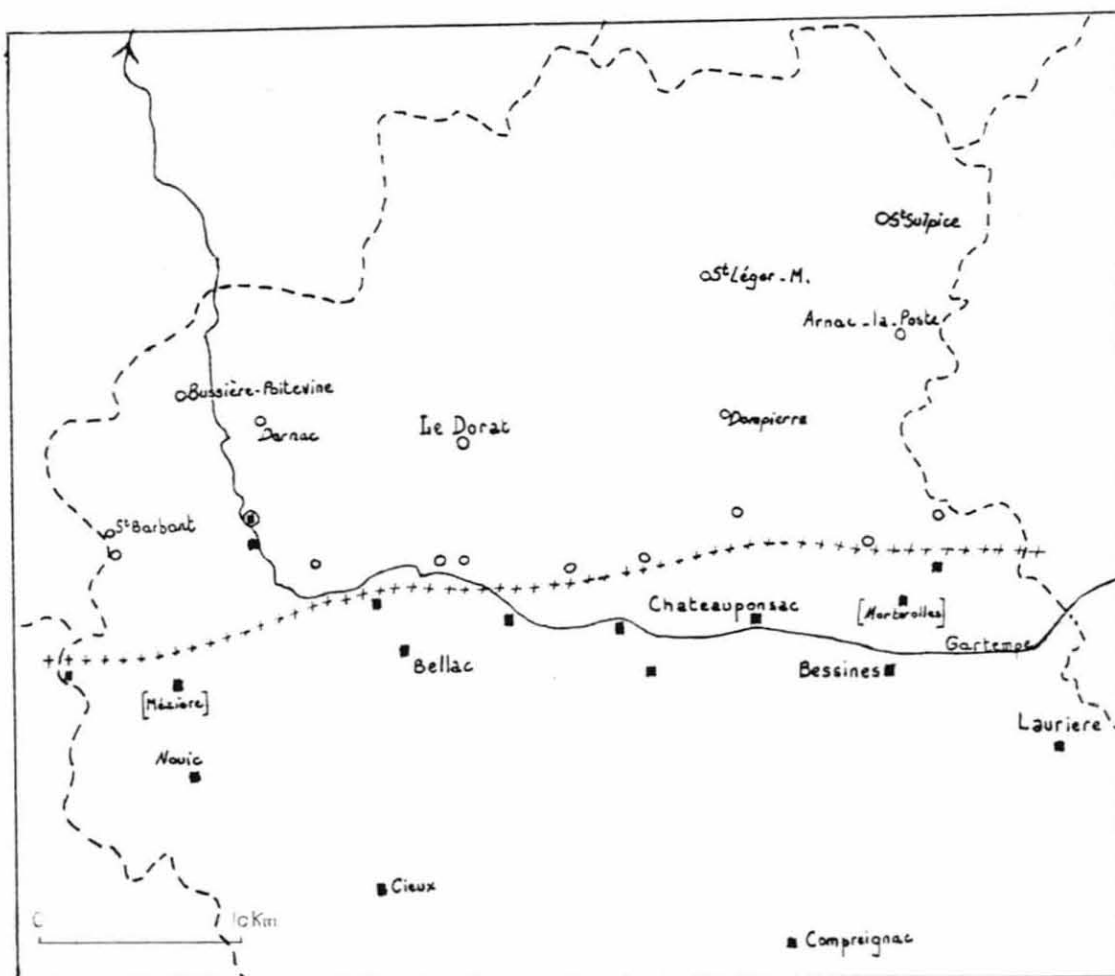 St Sulpice
St Léger-M.
Arnac-la-Poste
Bussière-Poitevine
Darnac
Le Dorat
Dompierre
St Barbant
Chateauponsac
[Morterolles]
Gartempe
Bellac
Bessines
[Mézière]
Lauriere
Nouic
Cieux
Compreignac